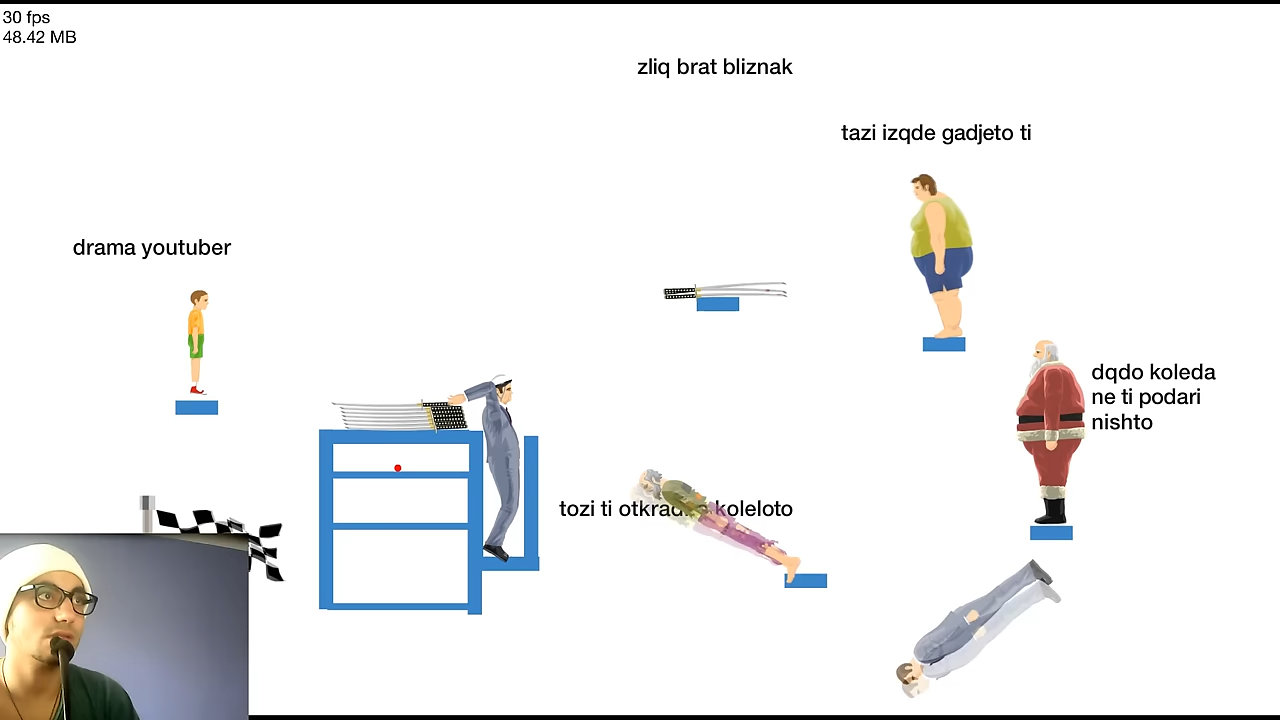 30 fps
48.42 MB
zliq brat bliznak
tazi izqde gadjeto ti
drama youtuber
dqdo koleda
ne ti podari
nishto
tozi ti otkradna koleloto